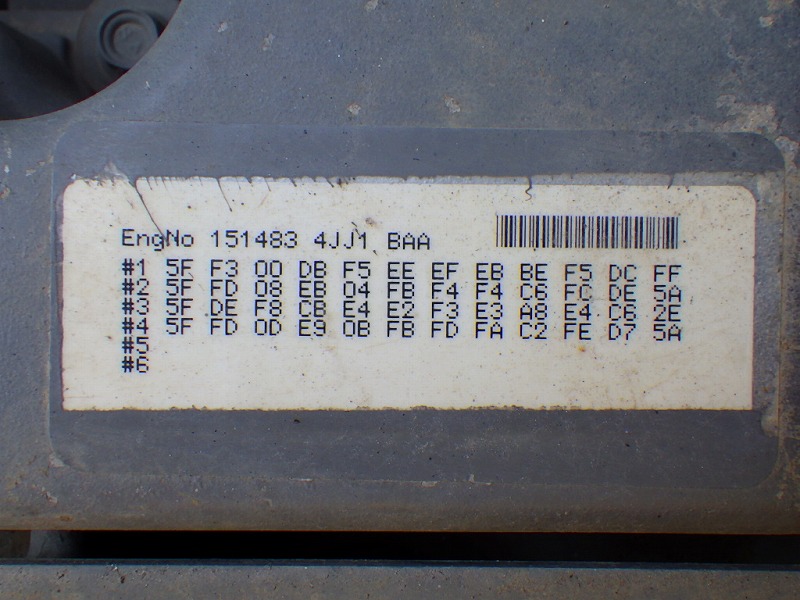 EngNo 151483 4JJ1 BAA
#1 5F F3 00 DB F5 EE EF EB BE F5 DC FF
#2 5F FD 08 EB 04 FB F4 F4 C6 FC DE 5A
#3 5F DE F8 CB E4 E2 F3 E3 A8 E4 C6 2E
#4 5F FD 0D E9 0B FB FD FA C2 FE D7 5A
#5
#6